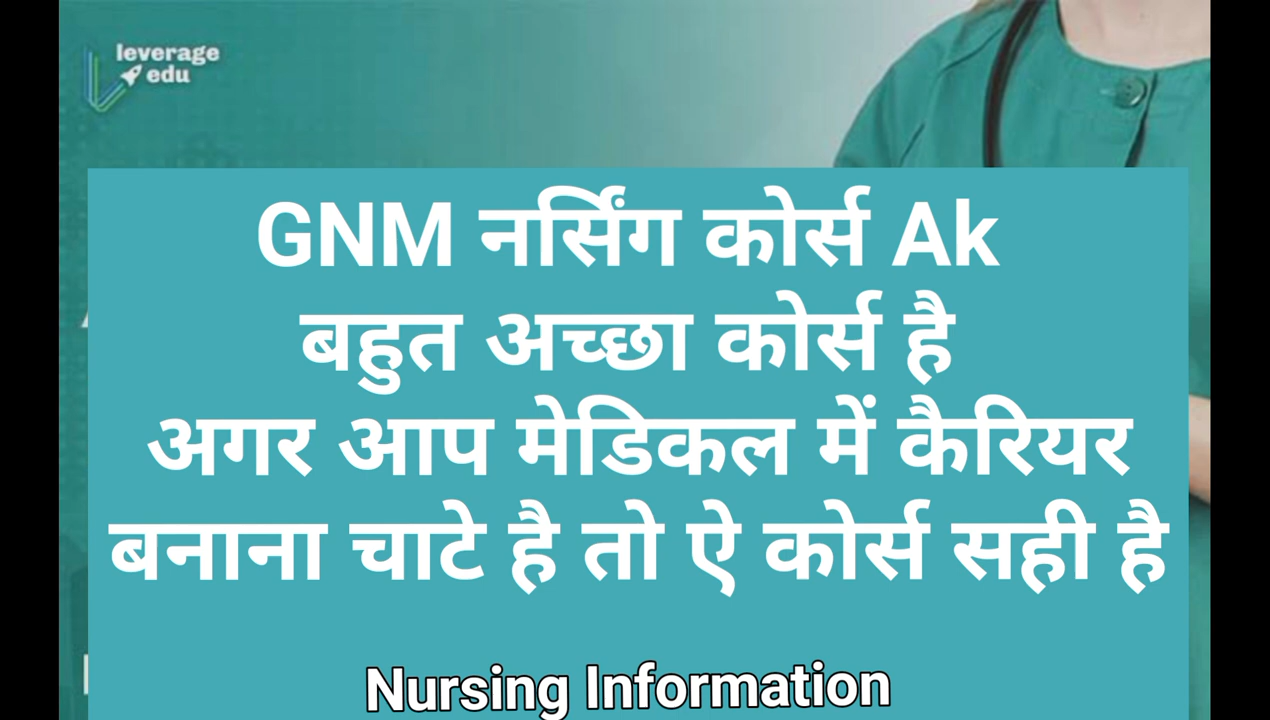 leverage
edu
GNM नर्सिंग कोर्स Ak
बहुत अच्छा कोर्स है
अगर आप मेडिकल में कैरियर
बनाना चाटे है तो ऐ कोर्स सही है
Nursing Information